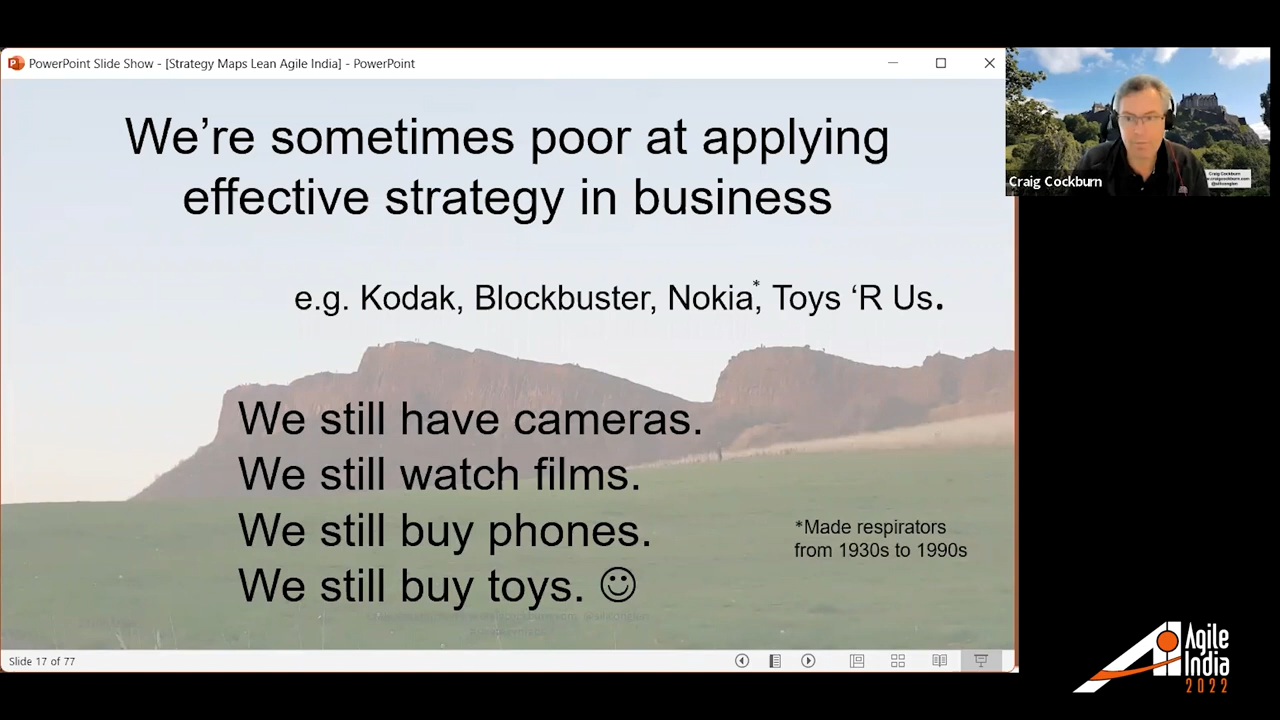 PowerPoint Slide Show - [Strategy Maps Lean Agile India] - PowerPoint
We're sometimes poor at applying
effective strategy in business
e.g. Kodak, Blockbuster, Nokia*, Toys ‘R Us.
We still have cameras.
We still watch films.
We still buy phones.
We still buy toys. ☺
*Made respirators
from 1930s to 1990s
Slide 17 of 77
Craig Cockburn
Craig Cockburn
Agile
India
2022